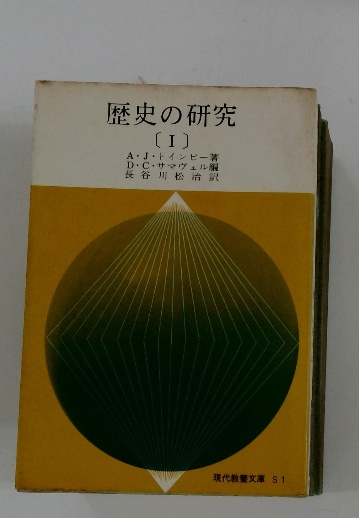 歴史の研究
〔Ⅰ〕
A・J・トインビー著
D・C・サマヴェル編
長谷川松治訳
現代教養文庫 S1